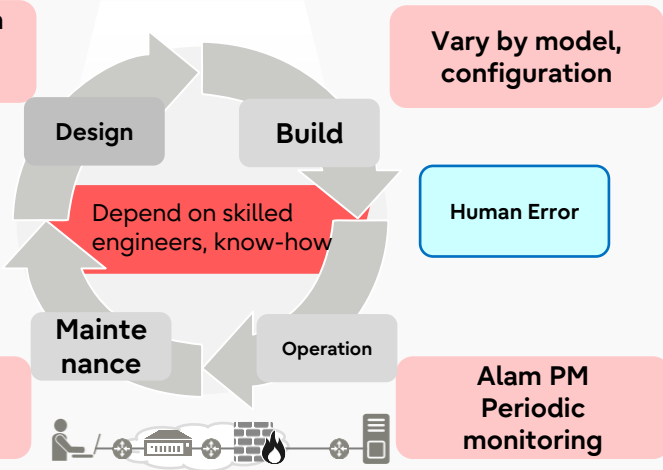 Vary by model,
configuration
Design
Build
Depend on skilled
engineers, know-how
Human Error
Mainte
nance
Operation
Alam PM
Periodic
monitoring